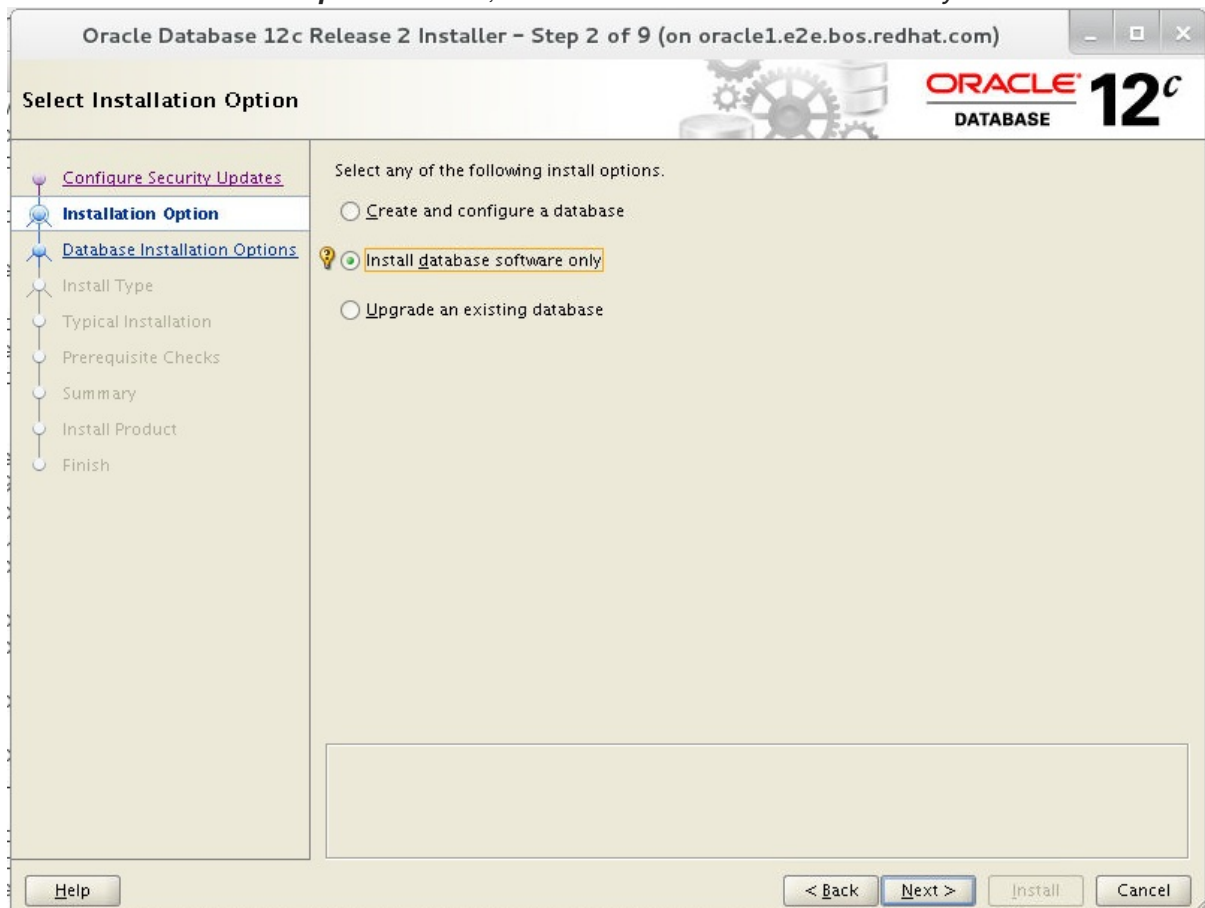 Oracle Database 12c Release 2 Installer – Step 2 of 9 (on oracle1.e2e.bos.redhat.com)
Select Installation Option
ORACLE
DATABASE
12c
Configure Security Updates
Installation Option
Database Installation Options
Install Type
Typical Installation
Prerequisite Checks
Summary
Install Product
Finish
Select any of the following install options.
Create and configure a database
Install database software only
Upgrade an existing database
Help
< Back
Next >
Install
Cancel